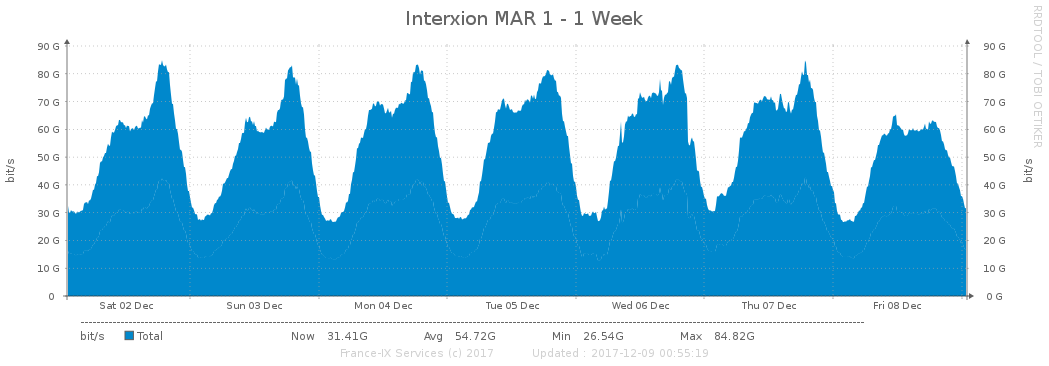 Interxion MAR 1 - 1 Week
RRDTOOL / TOBI OETIKER
bit/s
90 G
80 G
70 G
60 G
50 G
40 G
30 G
20 G
10 G
0
90 G
80 G
70 G
60 G
50 G
40 G
30 G
20 G
10 G
0 G
bit/s
Sat 02 Dec Sun 03 Dec Mon 04 Dec Tue 05 Dec Wed 06 Dec Thu 07 Dec Fri 08 Dec
bit/s Total Now 31.41G Avg 54.72G Min 26.54G Max 84.82G
France-IX Services (c) 2017 Updated : 2017-12-09 00:55:19